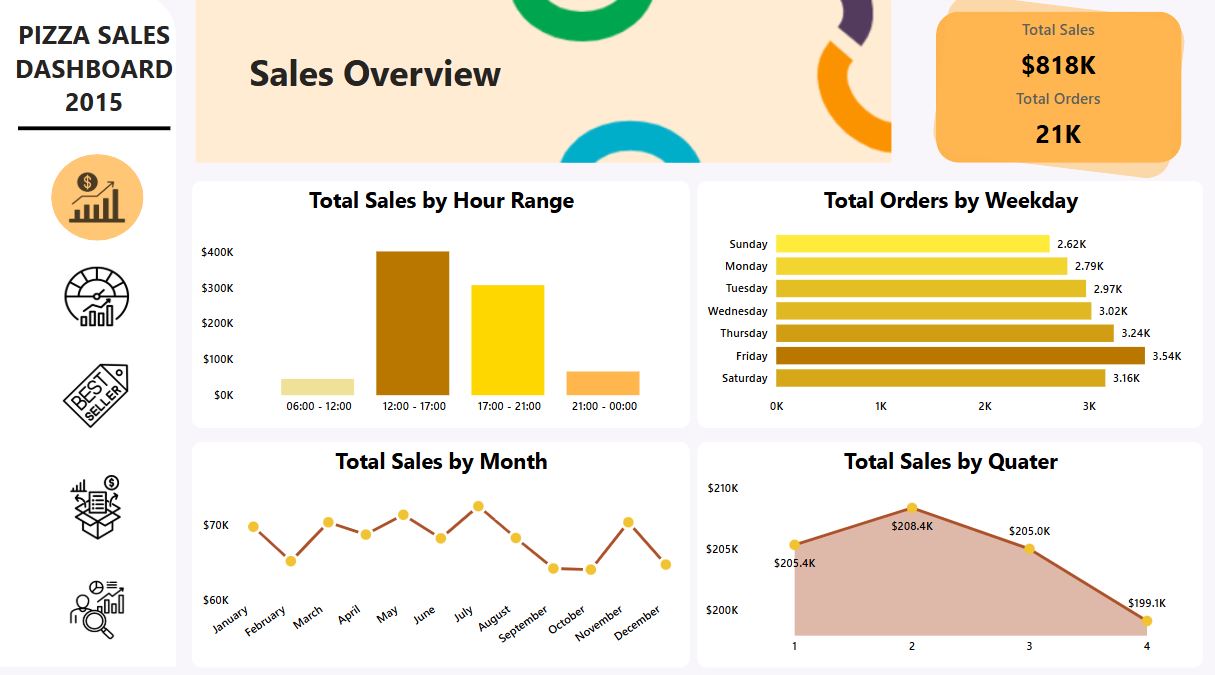 PIZZA SALES
DASHBOARD
2015
BEST
SELLER
Sales Overview
Total Sales
$818K
Total Orders
21K
Total Sales by Hour Range
$400K
$300K
$200K
$100K
$0K
06:00 - 12:00
12:00 - 17:00
17:00 - 21:00
21:00 - 00:00
Total Orders by Weekday
Sunday 2.62K
Monday 2.79K
Tuesday 2.97K
Wednesday 3.02K
Thursday 3.24K
Friday 3.54K
Saturday 3.16K
0K 1K 2K 3K
Total Sales by Month
$70K
$60K
January
February
March
April
May
June
July
August
September
October
November
December
Total Sales by Quater
$210K
$205K
$200K
$205.4K
$208.4K
$205.0K
$199.1K
1 2 3 4